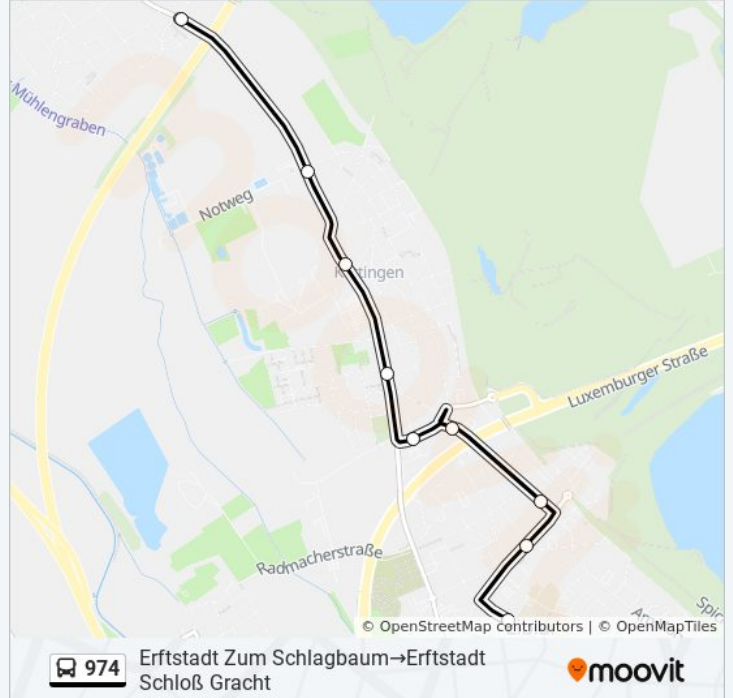 Mühlengraben
Notweg
Luxemburger Straße
Radmacherstraße
© OpenStreetMap contributors | © OpenMapTiles
974
Erftstadt Zum Schlagbaum→Erftstadt
Schloß Gracht
moovit